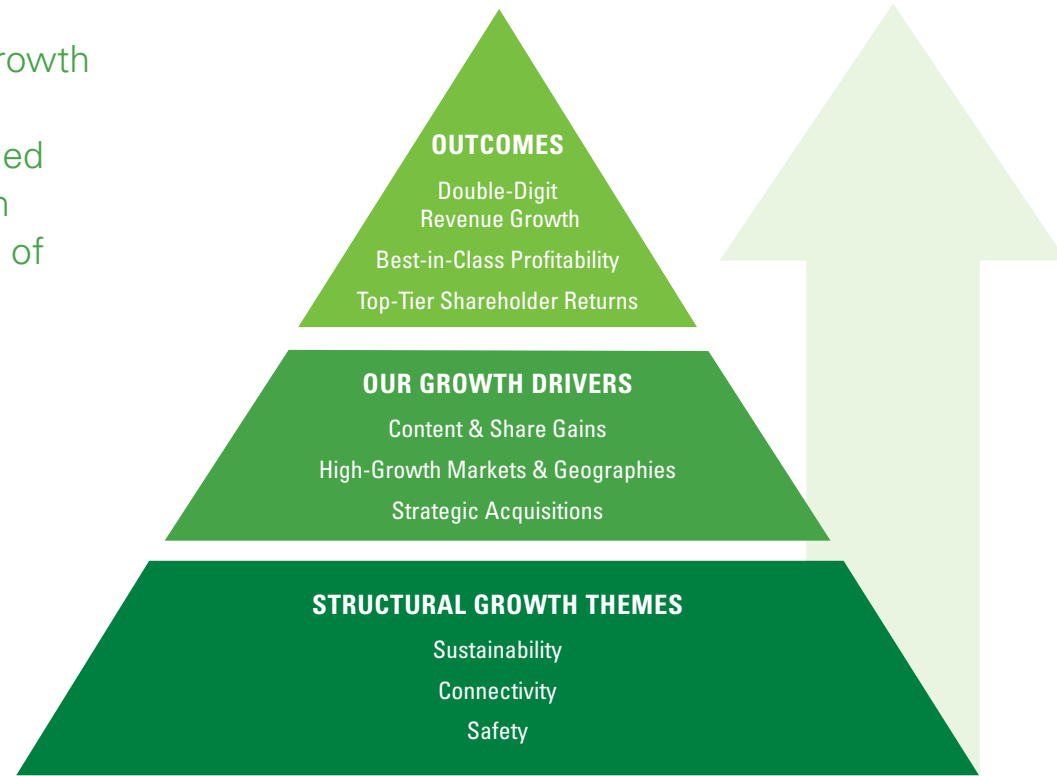 rowth
ed
n
of
OUTCOMES
Double-Digit
Revenue Growth
Best-in-Class Profitability
Top-Tier Shareholder Returns
OUR GROWTH DRIVERS
Content & Share Gains
High-Growth Markets & Geographies
Strategic Acquisitions
STRUCTURAL GROWTH THEMES
Sustainability
Connectivity
Safety